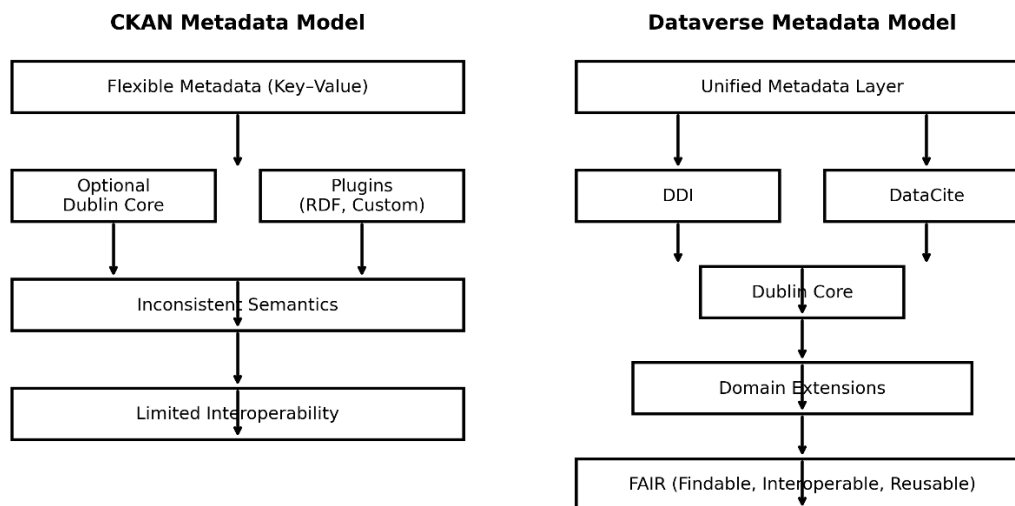 CKAN Metadata Model
Flexible Metadata (Key–Value)
Optional
Dublin Core
Plugins
(RDF, Custom)
Inconsistent Semantics
Limited Interoperability
Dataverse Metadata Model
Unified Metadata Layer
DDI
DataCite
Dublin Core
Domain Extensions
FAIR (Findable, Interoperable, Reusable)